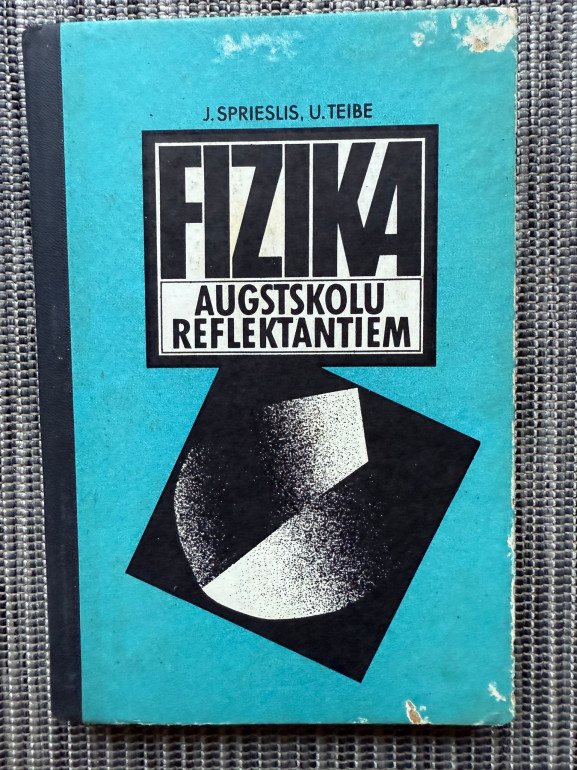 J. SPRIESLIS, U. TEIBE
FIZIKA
AUGSTSKOLU
REFLEKTANTIEM